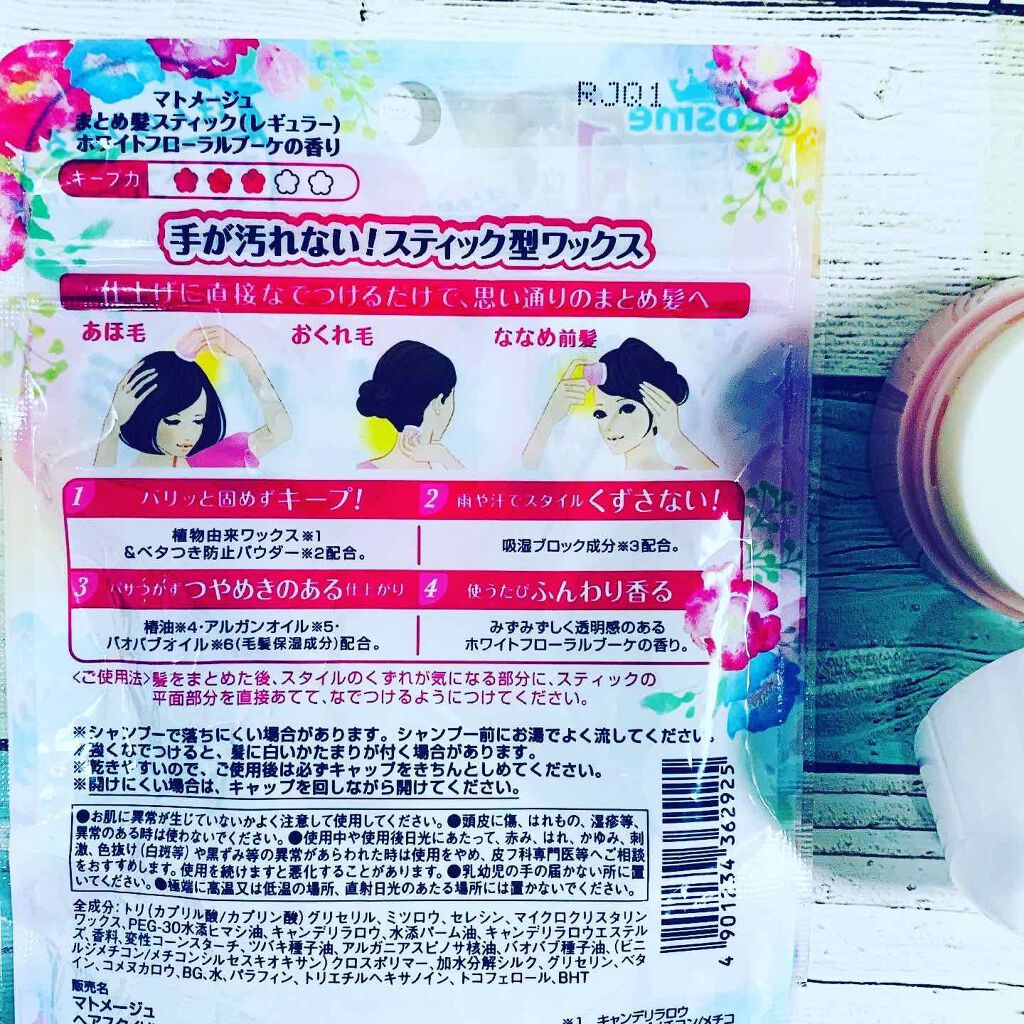 RJQ1
@cosme
マトメージュ
まとめ髪スティック(レギュラー)
ホワイトフローラルブーケの香り
キープ力
手が汚れない!スティック型ワックス
仕上げに直接なでつけるだけで、思い通りのまとめ髪へ
あほ毛 おくれ毛 ななめ前髪
1 パリッと固めずキープ!
植物由来ワックス※1
&ベタつき防止パウダー※2配合。
2 雨や汗でスタイルくずさない!
吸湿ブロック成分※3配合。
3 パサつかずつやめきのある仕上がり
椿油※4・アルガンオイル※5・
バオバブオイル※6(毛髪保湿成分)配合。
4 使うたびふんわり香る
みずみずしく透明感のある
ホワイトフローラルブーケの香り。
<ご使用法>髪をまとめた後、スタイルのくずれが気になる部分に、スティックの
平面部分を直接あてて、なでつけるようにつけてください。
※シャンプーで落ちにくい場合があります。シャンプー前にお湯でよく流してください。
※強くなでつけると、髪に白いかたまりが付く場合があります。
※乾きやすいので、ご使用後は必ずキャップをきちんとしめてください。
※開けにくい場合は、キャップを回しながら開けてください。
●お肌に異常が生じていないかよく注意して使用してください。●頭皮に傷、はれもの、湿疹等、
異常のある時は使わないでください。●使用中や使用後日光にあたって、赤み、はれ、かゆみ、刺
激、色抜け(白斑等)や黒ずみ等の異常があらわれた時は使用をやめ、皮フ科専門医等へご相談
をおすすめします。使用を続けますと悪化することがあります。●乳幼児の手の届かない所に置
いてください。●極端に高温又は低温の場所、直射日光のあたる場所には置かないでください。
全成分:トリ(カプリル酸/カプリン酸)グリセリル、ミツロウ、セレシン、マイクロクリスタリン
ワックス、PEG-30水添ヒマシ油、キャンデリラロウ、水添パーム油、キャンデリラロウエステル
ズ、香料、変性コーンスターチ、ツバキ種子油、アルガニアスピノサ核油、バオバブ種子油、(ビニ
ルジメチコン/メチコンシルセスキオキサン)クロスポリマー、加水分解シルク、グリセリン、ベタ
イン、コメヌカロウ、BG、水、パラフィン、トリエチルヘキサノイン、トコフェロール、BHT
販売名
マトメージュ
ヘアスタイ
※1 キャンデリラロウ
メチコン/メチコ
4 901234 362925